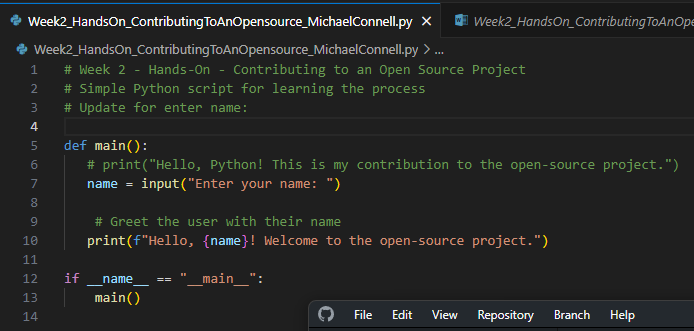 Week2_HandsOn_ContributingToAnOpensource_MichaelConnell.py Week2_HandsOn_ContributingToAnOpe
Week2_HandsOn_ContributingToAnOpensource_MichaelConnell.py > ...
1 # Week 2 - Hands-On - Contributing to an Open Source Project
2 # Simple Python script for learning the process
3 # Update for enter name:
4
5 def main():
6 # print("Hello, Python! This is my contribution to the open-source project.")
7 name = input("Enter your name: ")
8
9 # Greet the user with their name
10 print(f"Hello, {name}! Welcome to the open-source project.")
11
12 if __name__ == "__main__":
13 main()
14
File Edit View Repository Branch Help